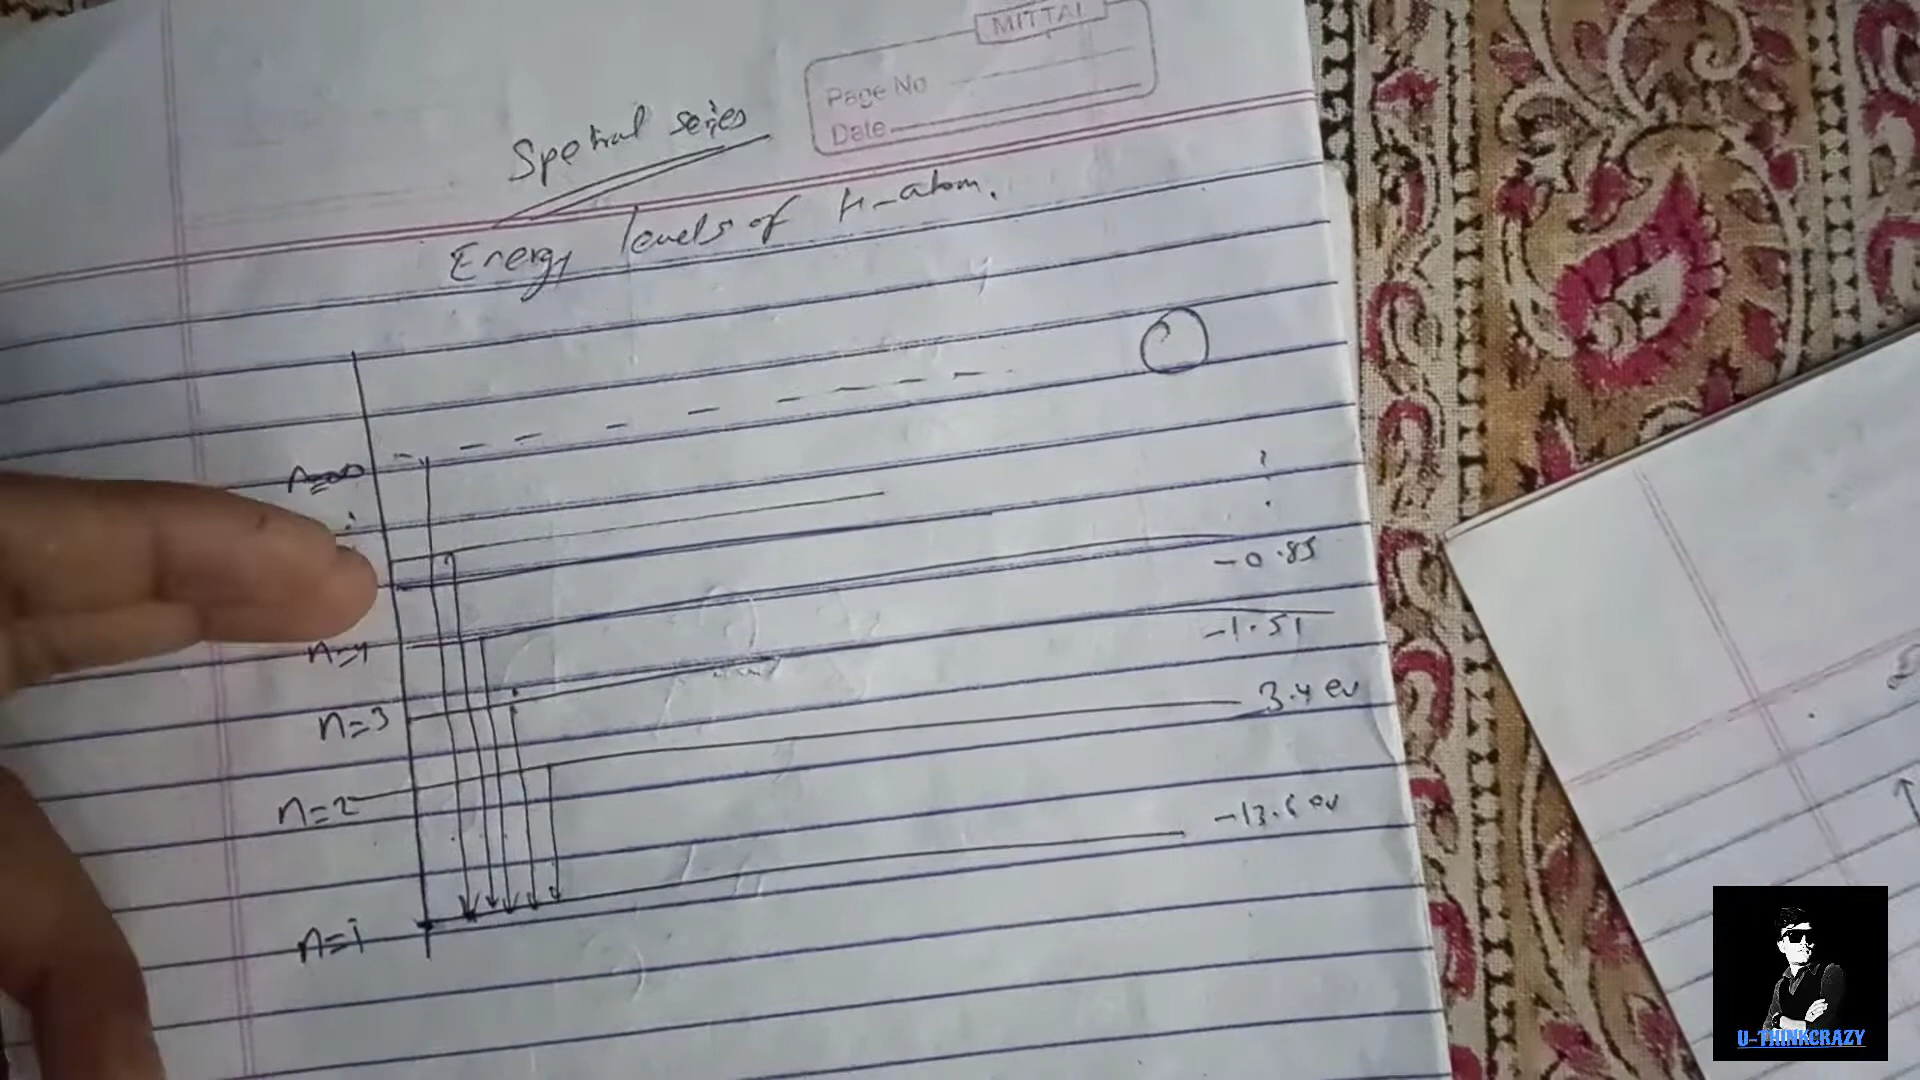 MITTAL
Page No
Date
Spetral series
Energy levels of H-atom.
n=∞
n=4
-0.85
-1.51
n=3
3.4 ev
n=2
-13.6 ev
n=1
U-THINKCRAZY